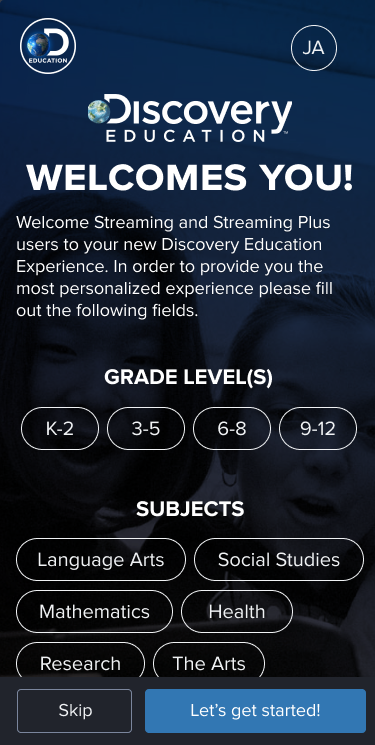 D
EDUCATION
JA
Discovery
EDUCATION™
WELCOMES YOU!
Welcome Streaming and Streaming Plus
users to your new Discovery Education
Experience. In order to provide you the
most personalized experience please fill
out the following fields.
GRADE LEVEL(S)
K-2 3-5 6-8 9-12
SUBJECTS
Language Arts Social Studies
Mathematics Health
Research The Arts
Skip Let’s get started!